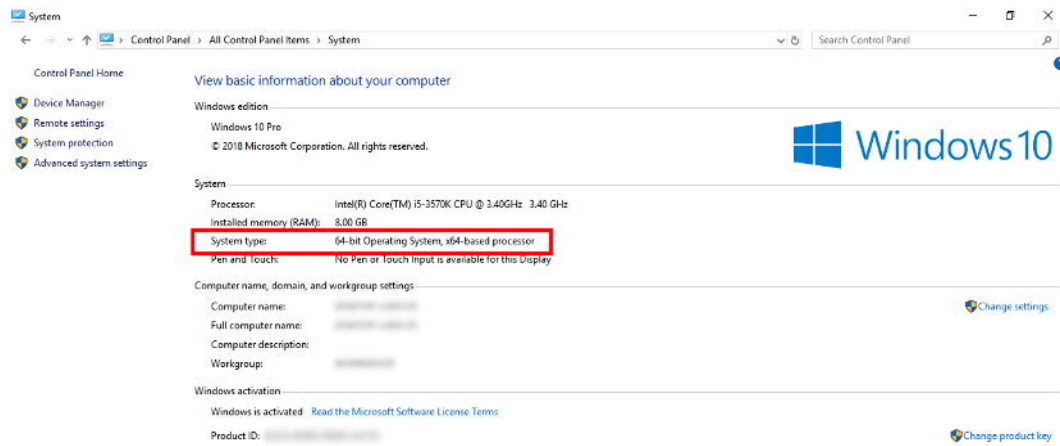 System
Control Panel > All Control Panel Items > System
Search Control Panel
Control Panel Home
Device Manager
Remote settings
System protection
Advanced system settings
View basic information about your computer
Windows edition
Windows 10 Pro
© 2018 Microsoft Corporation. All rights reserved.
Windows 10
System
Processor: Intel(R) Core(TM) i5-3570K CPU @ 3.40GHz 3.40 GHz
Installed memory (RAM): 8.00 GB
System type: 64-bit Operating System, x64-based processor
Pen and Touch: No Pen or Touch Input is available for this Display
Computer name, domain, and workgroup settings
Computer name:
Change settings
Full computer name:
Computer description:
Workgroup:
Windows activation
Windows is activated Read the Microsoft Software License Terms
Product ID:
Change product key